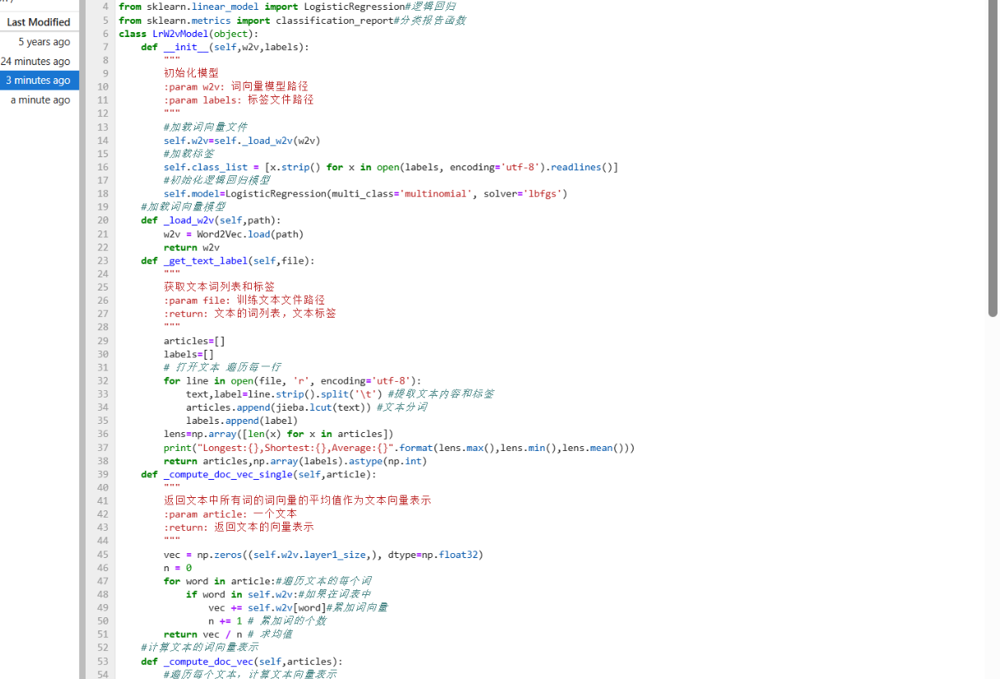 Last Modified
5 years ago
24 minutes ago
3 minutes ago
a minute ago
4 from sklearn.linear_model import LogisticRegression#逻辑回归
5 from sklearn.metrics import classification_report#分类报告函数
6 class LrW2vModel(object):
7     def __init__(self,w2v,labels):
8         """
9         初始化模型
10         :param w2v: 词向量模型路径
11         :param labels: 标签文件路径
12         """
13         #加载词向量文件
14         self.w2v=self._load_w2v(w2v)
15         #加载标签
16         self.class_list = [x.strip() for x in open(labels, encoding='utf-8').readlines()]
17         #初始化逻辑回归模型
18         self.model=LogisticRegression(multi_class='multinomial', solver='lbfgs')
19     #加载词向量模型
20     def _load_w2v(self,path):
21         w2v = Word2Vec.load(path)
22         return w2v
23     def _get_text_label(self,file):
24         """
25         获取文本词列表和标签
26         :param file: 训练文本文件路径
27         :return: 文本的词列表，文本标签
28         """
29         articles=[]
30         labels=[]
31         # 打开文本 遍历每一行
32         for line in open(file, 'r', encoding='utf-8'):
33             text,label=line.strip().split('\t') #提取文本内容和标签
34             articles.append(jieba.lcut(text)) #文本分词
35             labels.append(label)
36         lens=np.array([len(x) for x in articles])
37         print("Longest:{},Shortest:{},Average:{}".format(lens.max(),lens.min(),lens.mean()))
38         return articles,np.array(labels).astype(np.int)
39     def _compute_doc_vec_single(self,article):
40         """
41         返回文本中所有词的词向量的平均值作为文本向量表示
42         :param article: 一个文本
43         :return: 返回文本的向量表示
44         """
45         vec = np.zeros((self.w2v.layer1_size,), dtype=np.float32)
46         n = 0
47         for word in article:#遍历文本的每个词
48             if word in self.w2v:#如果在词表中
49                 vec += self.w2v[word]#累加词向量
50                 n += 1 # 累加词的个数
51         return vec / n # 求均值
52     #计算文本的词向量表示
53     def _compute_doc_vec(self,articles):
54         #遍历每个文本，计算文本向量表示